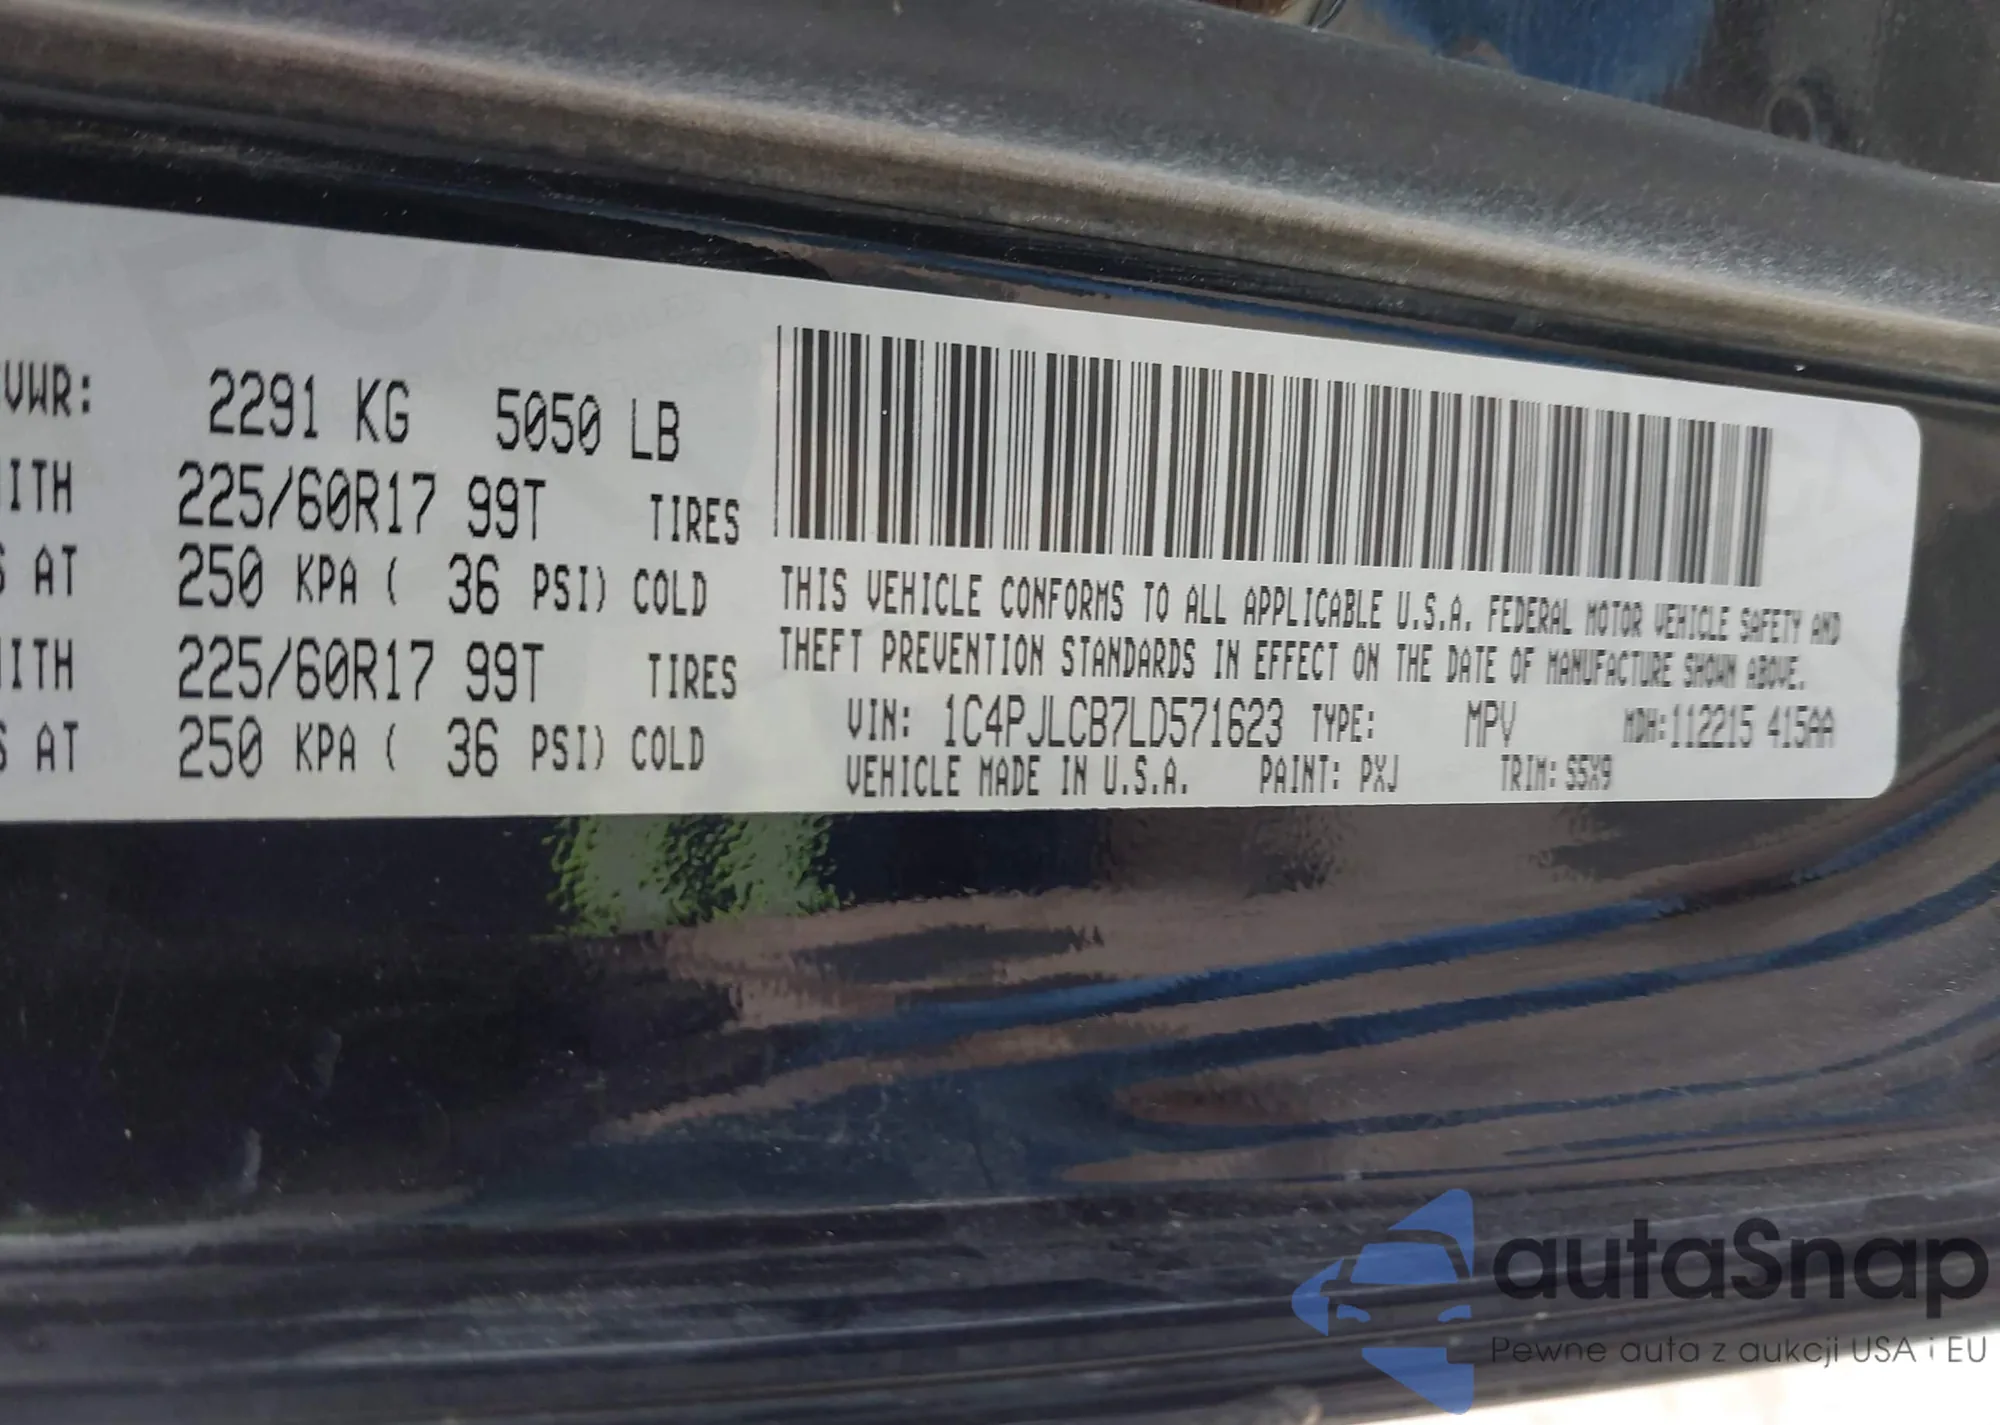 VWR: 2291 KG 5050 LB
ITH 225/60R17 99T TIRES
S AT 250 KPA ( 36 PSI) COLD
ITH 225/60R17 99T TIRES
S AT 250 KPA ( 36 PSI) COLD
THIS VEHICLE CONFORMS TO ALL APPLICABLE U.S.A. FEDERAL MOTOR VEHICLE SAFETY AND
THEFT PREVENTION STANDARDS IN EFFECT ON THE DATE OF MANUFACTURE SHOWN ABOVE.
VIN: 1C4PJLCB7LD571623 TYPE: MPV MDH:112215 415AA
VEHICLE MADE IN U.S.A. PAINT: PXJ TRIM: S5X9
autaSnap
Pewne auta z aukcji USA i EU